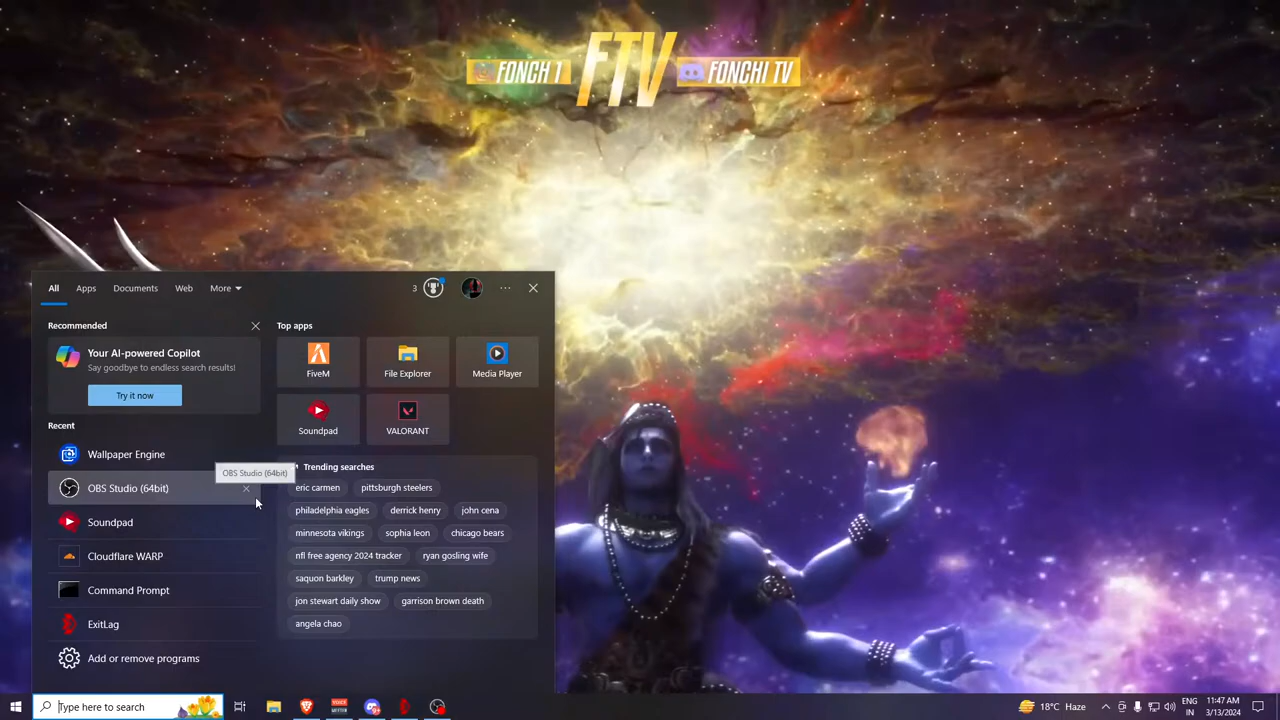 FTV
FONCH 1
FONCHI TV
All
Apps
Documents
Web
More
3
Recommended
Your AI-powered Copilot
Say goodbye to endless search results!
Try it now
Recent
Wallpaper Engine
OBS Studio (64bit)
OBS Studio (64bit)
Soundpad
Cloudflare WARP
Command Prompt
ExitLag
Add or remove programs
Top apps
FiveM
File Explorer
Media Player
Soundpad
VALORANT
Trending searches
eric carmen
pittsburgh steelers
philadelphia eagles
derrick henry
john cena
minnesota vikings
sophia leon
chicago bears
nfl free agency 2024 tracker
ryan gosling wife
saquon barkley
trump news
jon stewart daily show
garrison brown death
angela chao
Type here to search
VOICE
MEETER
18°C Haze
ENG
IN
11:47 AM
3/13/2024